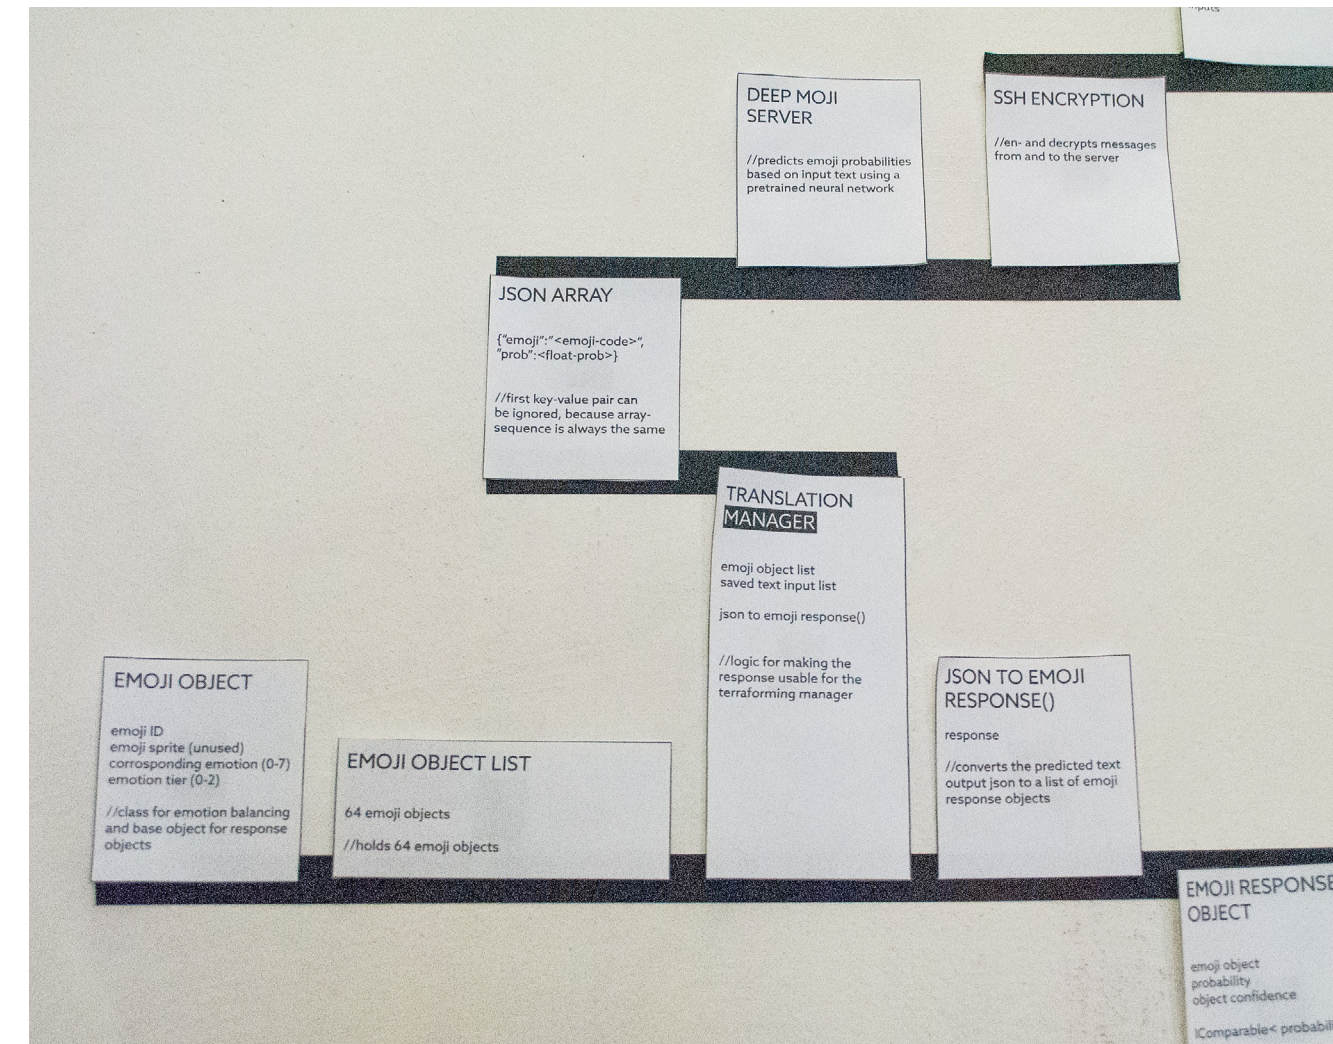 inputs
DEEP MOJI
SERVER
//predicts emoji probabilities
based on input text using a
pretrained neural network
SSH ENCRYPTION
//en- and decrypts messages
from and to the server
JSON ARRAY
{"emoji":"<emoji-code>",
"prob":<float-prob>}
//first key-value pair can
be ignored, because array-
sequence is always the same
TRANSLATION
MANAGER
emoji object list
saved text input list
json to emoji response()
//logic for making the
response usable for the
terraforming manager
EMOJI OBJECT
emoji ID
emoji sprite (unused)
corrosponding emotion (0-7)
emotion tier (0-2)
//class for emotion balancing
and base object for response
objects
EMOJI OBJECT LIST
64 emoji objects
//holds 64 emoji objects
JSON TO EMOJI
RESPONSE()
response
//converts the predicted text
output json to a list of emoji
response objects
EMOJI RESPONSE
OBJECT
emoji object
probability
object confidence
IComparable<